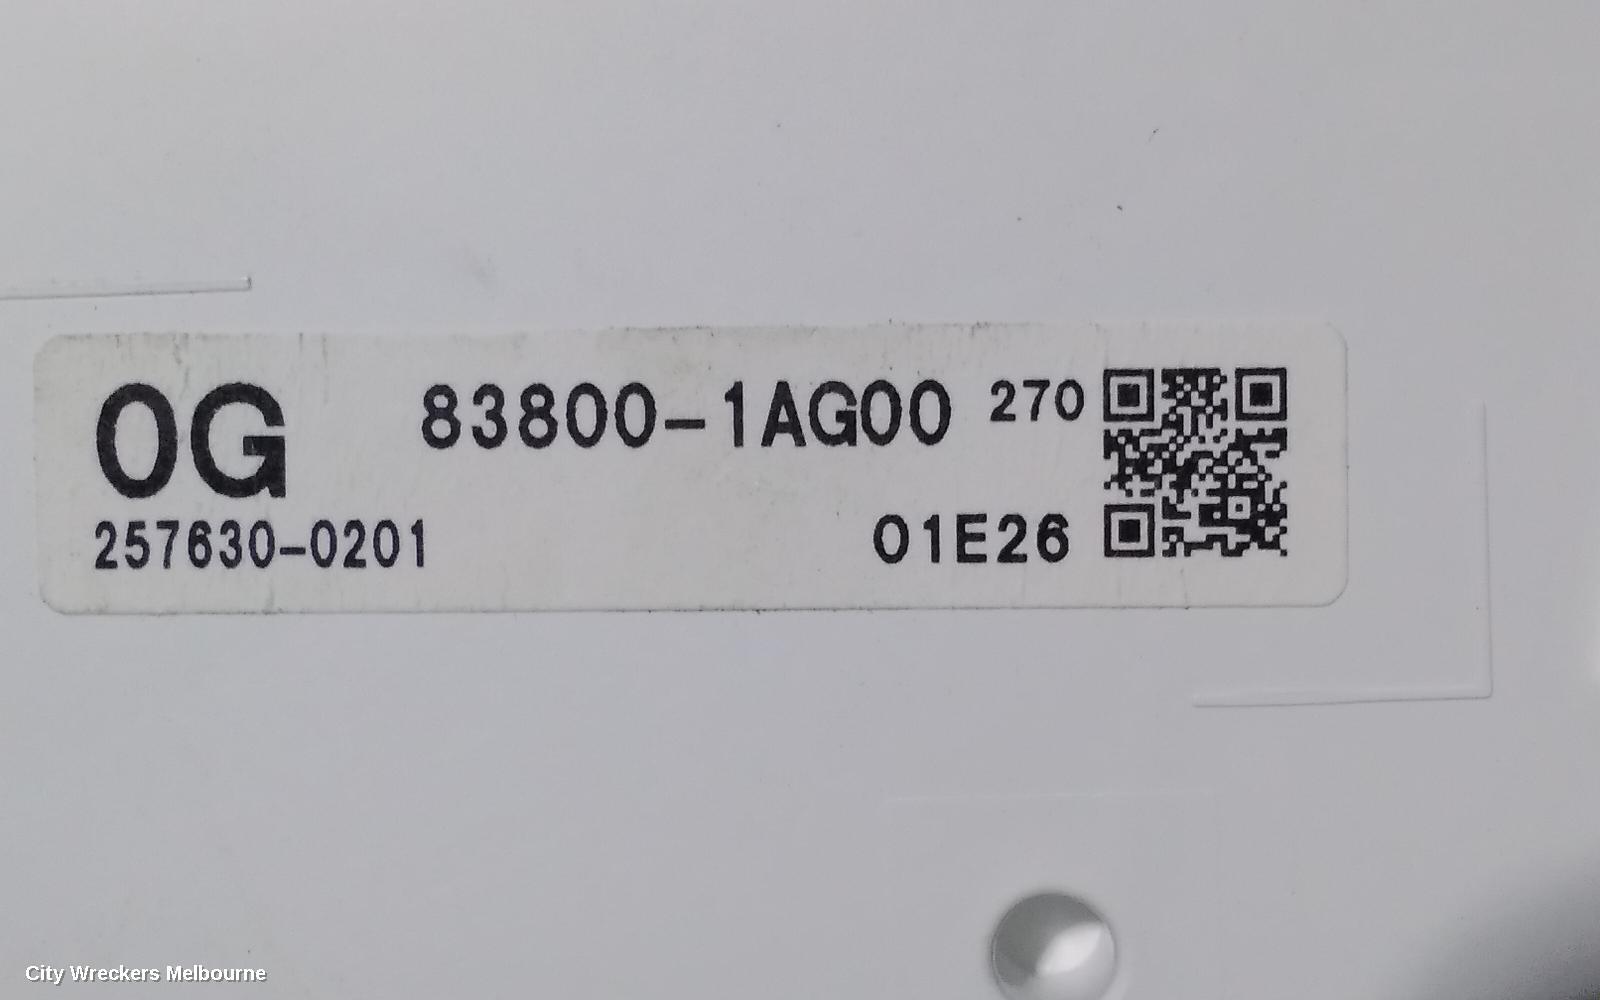 0G 83800-1AG00 270
257630-0201 01E26
City Wreckers Melbourne